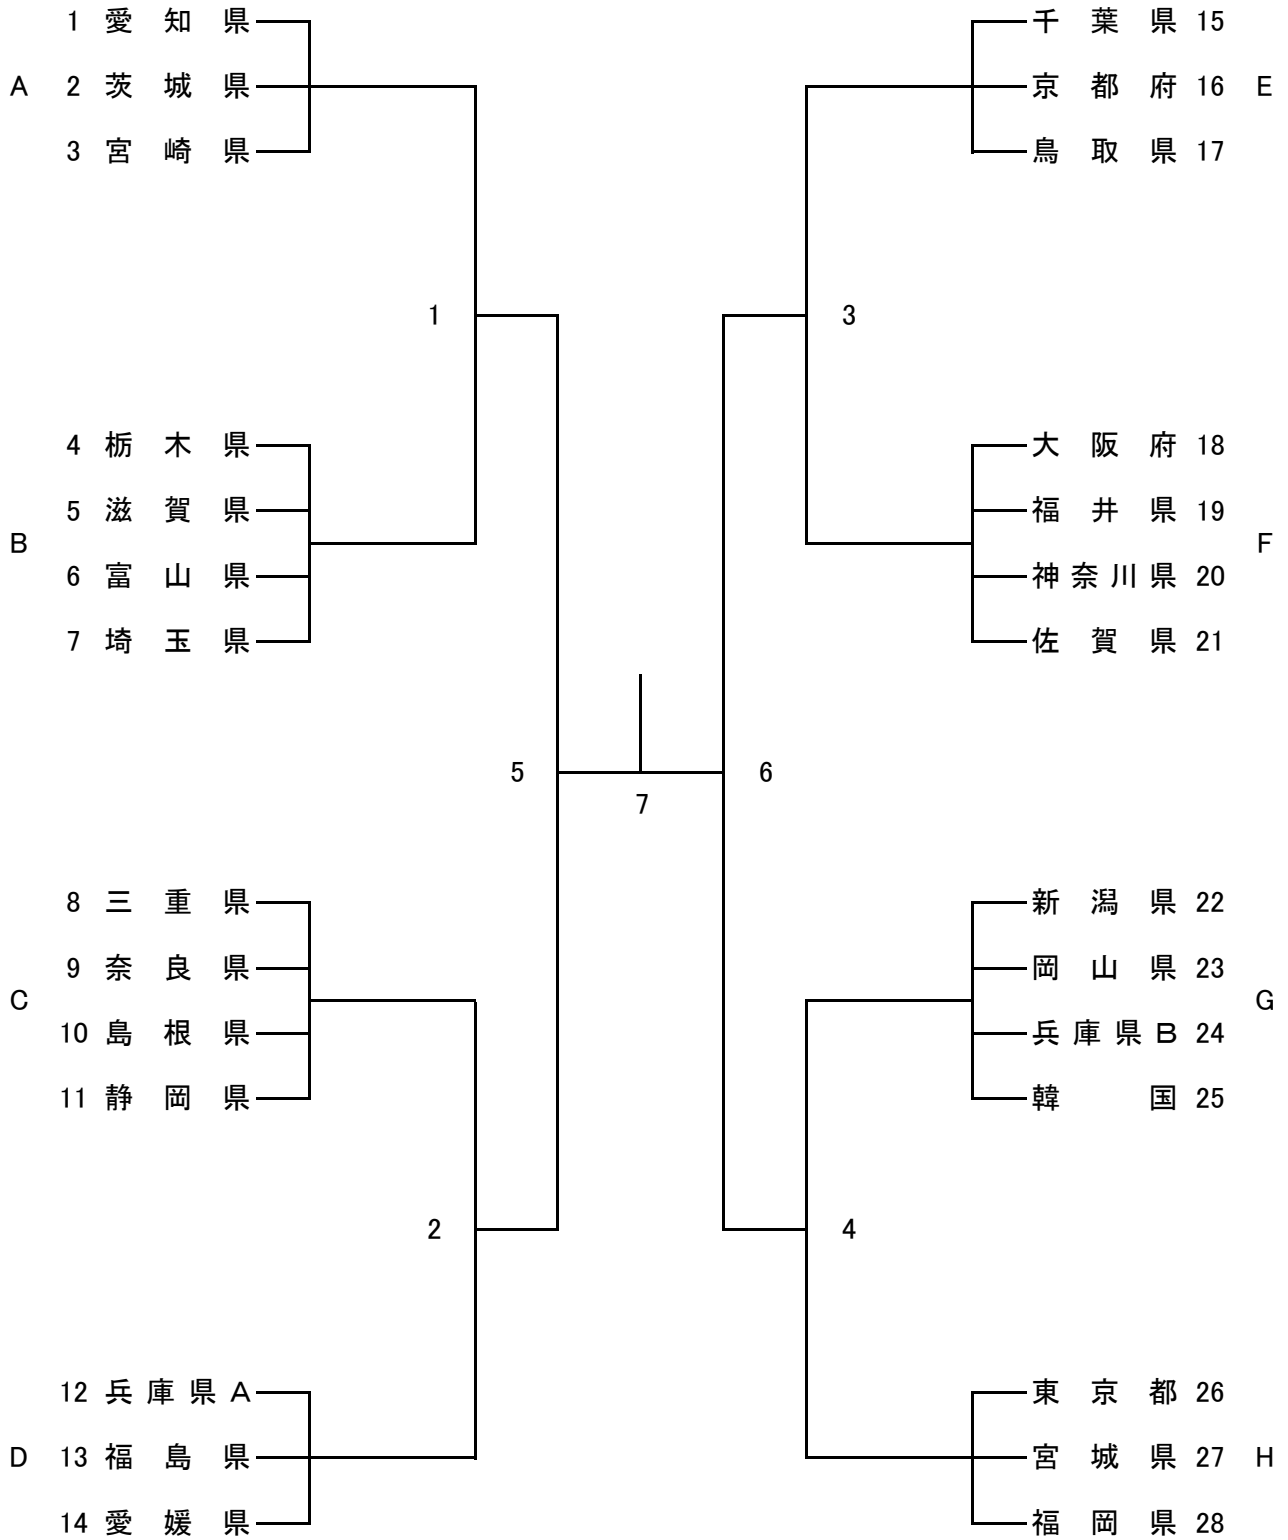 1 愛知県
A 2 茨城県
3 宮崎県
1
4 栃木県
5 滋賀県
B
6 富山県
7 埼玉県
5
8 三重県
9 奈良県
C
10 島根県
11 静岡県
2
12 兵庫県A
D 13 福島県
14 愛媛県
7
千葉県 15
京都府 16 E
鳥取県 17
3
大阪府 18
福井県 19
F
神奈川県 20
佐賀県 21
6
新潟県 22
岡山県 23
G
兵庫県B 24
韓国 25
4
東京都 26
宮城県 27 H
福岡県 28